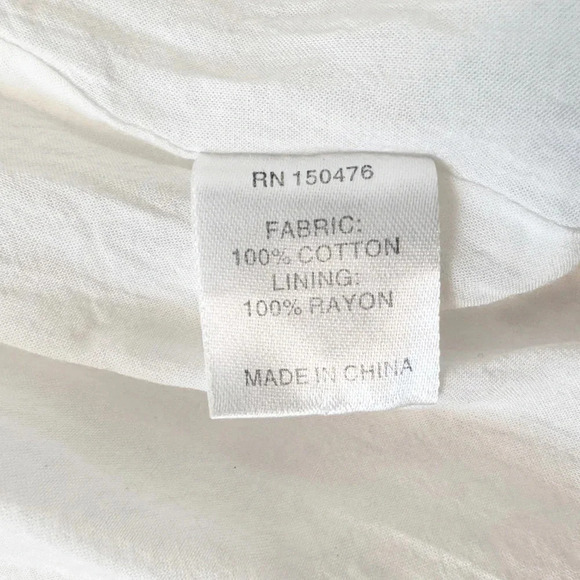 RN 150476
FABRIC:
100% COTTON
LINING:
100% RAYON
MADE IN CHINA